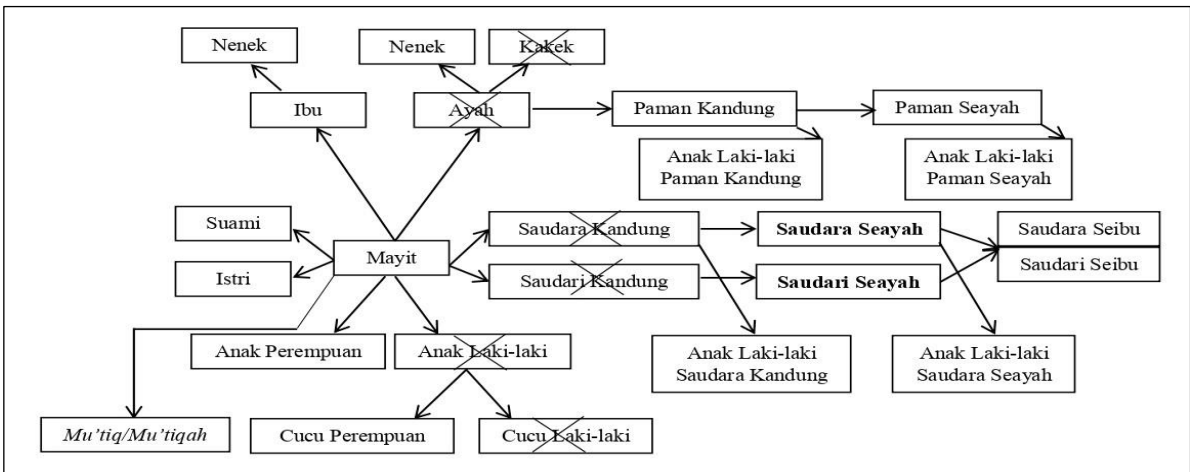 Nenek
Nenek
Kakek
Ibu
Ayah
Paman Kandung
Paman Seayah
Anak Laki-laki
Paman Kandung
Anak Laki-laki
Paman Seayah
Suami
Saudara Kandung
Saudara Seayah
Saudara Seibu
Mayit
Istri
Saudari Kandung
Saudari Seayah
Saudari Seibu
Anak Perempuan
Anak Laki-laki
Anak Laki-laki
Saudara Kandung
Anak Laki-laki
Saudara Seayah
Mu'tiq/Mu'tiqah
Cucu Perempuan
Cucu Laki-laki